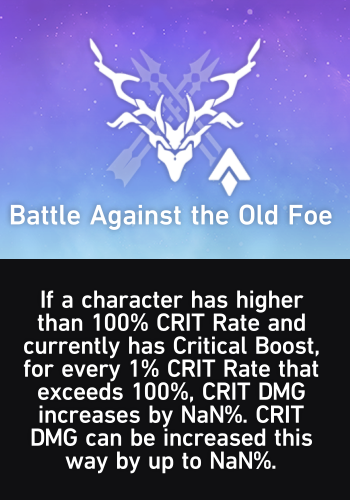 Battle Against the Old Foe
If a character has higher
than 100% CRIT Rate and
currently has Critical Boost,
for every 1% CRIT Rate that
exceeds 100%, CRIT DMG
increases by NaN%. CRIT
DMG can be increased this
way by up to NaN%.